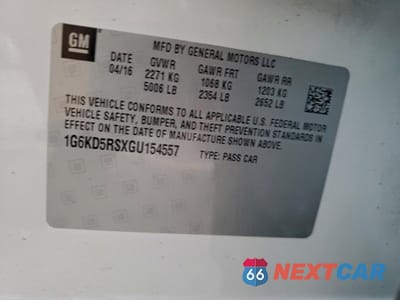 GM
MFD BY GENERAL MOTORS LLC
DATE GVWR GAWR FRT GAWR RR
04/16 2271 KG 1068 KG 1203 KG
5006 LB 2354 LB 2652 LB
THIS VEHICLE CONFORMS TO ALL APPLICABLE U.S. FEDERAL MOTOR
VEHICLE SAFETY, BUMPER, AND THEFT PREVENTION STANDARDS IN
EFFECT ON THE DATE OF MANUFACTURE SHOWN ABOVE.
1G6KD5RSXGU154557 TYPE: PASS CAR
66 NEXTCAR